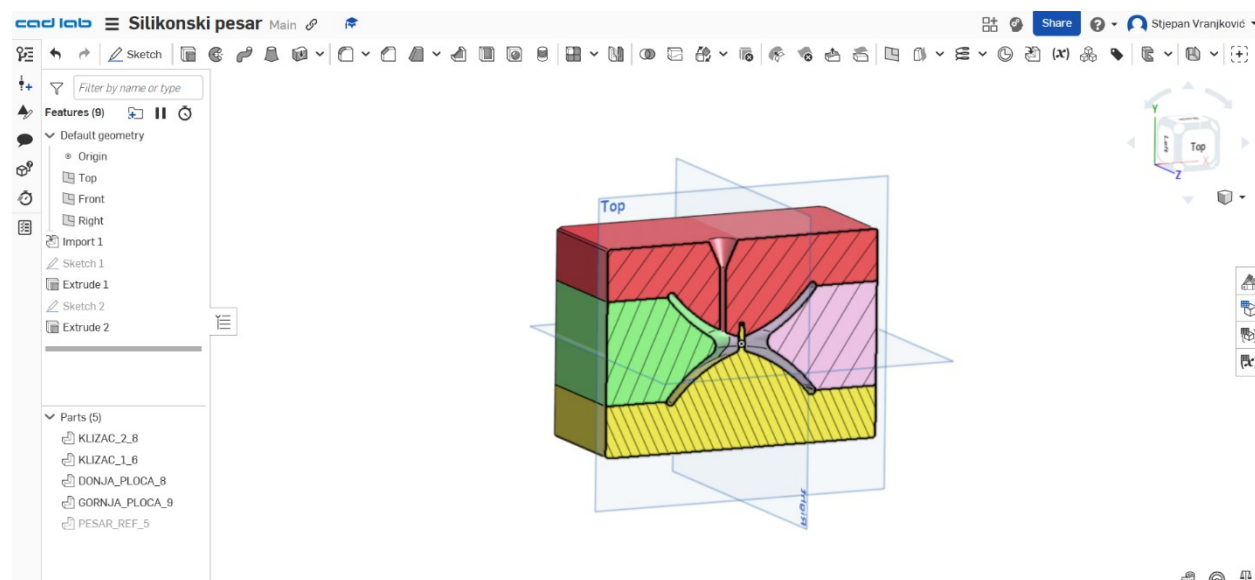 cad lab Silikonski pesar Main Share Stjepan Vranjković
Sketch
Filter by name or type
Features (9)
Default geometry
Origin
Top
Front
Right
Import 1
Sketch 1
Extrude 1
Sketch 2
Extrude 2
Parts (5)
KLIZAC_2_8
KLIZAC_1_6
DONJA_PLOCA_8
GORNJA_PLOCA_9
PESAR_REF_5
Top
Right
Y
Left
Top
X
Z